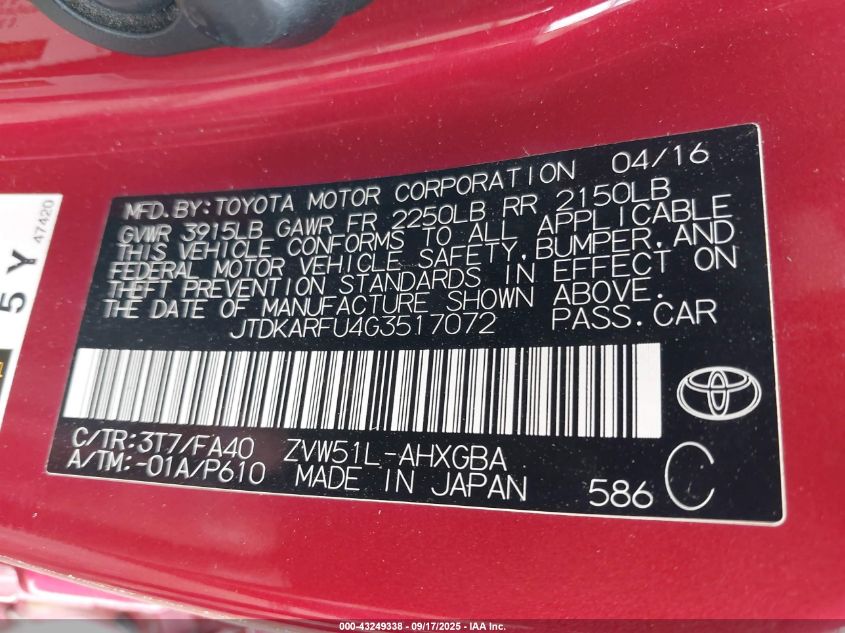 MFD.BY:TOYOTA MOTOR CORPORATION 04/16
GVWR 3915LB GAWR FR 2250LB RR 2150LB
THIS VEHICLE CONFORMS TO ALL APPLICABLE
FEDERAL MOTOR VEHICLE SAFETY,BUMPER,AND
THEFT PREVENTION STANDARDS IN EFFECT ON
THE DATE OF MANUFACTURE SHOWN ABOVE.
JTDKARFU4G3517072 PASS.CAR
C/TR:3T7/FA40 ZVW51L-AHXGBA
A/TM:-01A/P610 MADE IN JAPAN 586 C
5Y
47420
000-43249338 - 09/17/2025 - IAA Inc.